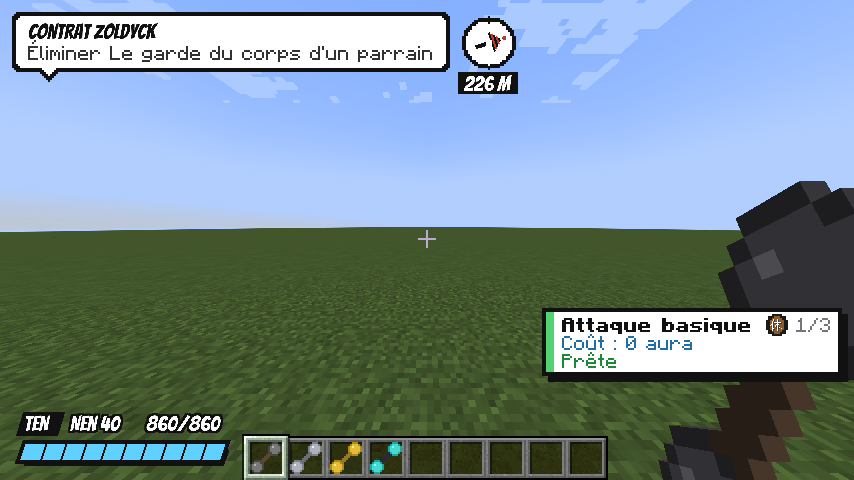 CONTRAT ZOLDYCK
Éliminer Le garde du corps d'un parrain
226 M
Attaque basique 1/3
Coût : 0 aura
Prête
TEN NEN 40 860/860